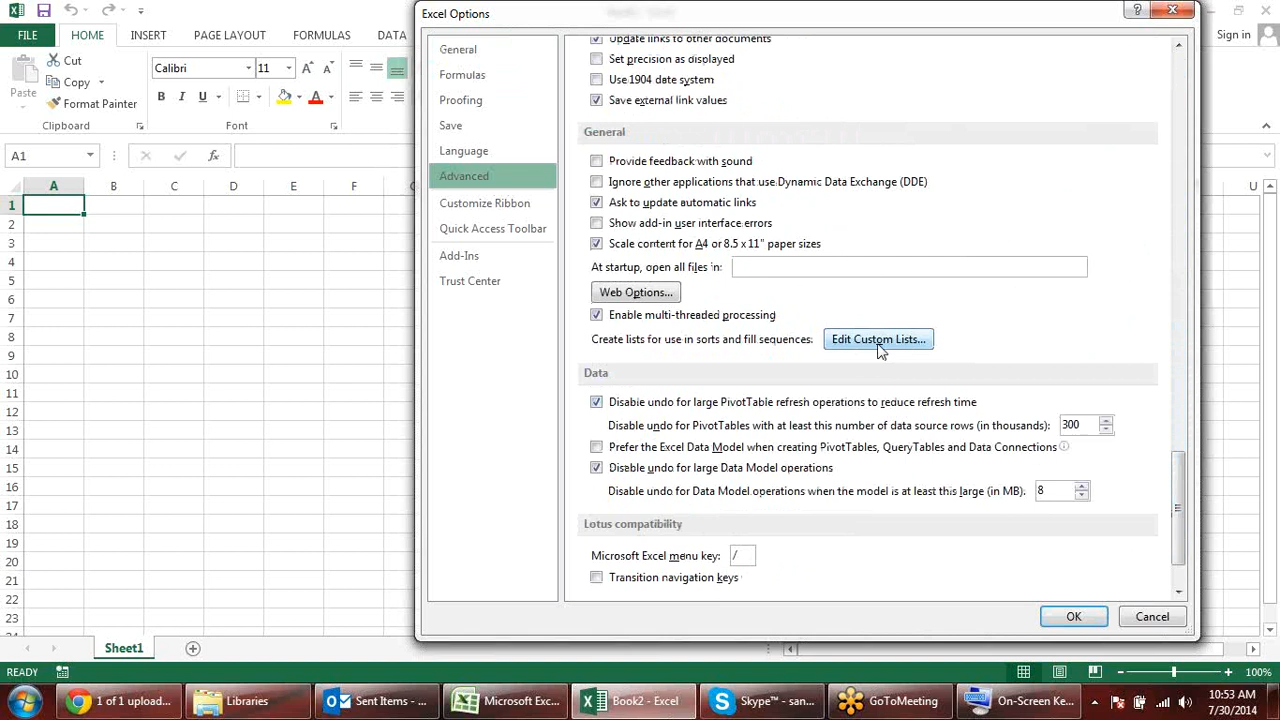 Excel Options
FILE HOME INSERT PAGE LAYOUT FORMULAS DATA
Sign in
Paste
Cut
Copy
Format Painter
Clipboard
Calibri 11
B I U
Font
A1
fx
A B C D E F U
1
2
3
4
5
6
7
8
9
10
11
12
13
14
15
16
17
18
19
20
21
22
23
General
Formulas
Proofing
Save
Language
Advanced
Customize Ribbon
Quick Access Toolbar
Add-Ins
Trust Center
Update links to other documents
Set precision as displayed
Use 1904 date system
Save external link values
General
Provide feedback with sound
Ignore other applications that use Dynamic Data Exchange (DDE)
Ask to update automatic links
Show add-in user interface errors
Scale content for A4 or 8.5 x 11" paper sizes
At startup, open all files in:
Web Options...
Enable multi-threaded processing
Create lists for use in sorts and fill sequences: Edit Custom Lists...
Data
Disable undo for large PivotTable refresh operations to reduce refresh time
Disable undo for PivotTables with at least this number of data source rows (in thousands): 300
Prefer the Excel Data Model when creating PivotTables, QueryTables and Data Connections
Disable undo for large Data Model operations
Disable undo for Data Model operations when the model is at least this large (in MB): 8
Lotus compatibility
Microsoft Excel menu key: /
Transition navigation keys
OK Cancel
Sheet1
READY 100%
1 of 1 upload... Libraries Sent Items - ... Microsoft Exc... Book2 - Excel Skype™ - san... GoToMeeting On-Screen Ke...
10:53 AM
7/30/2014